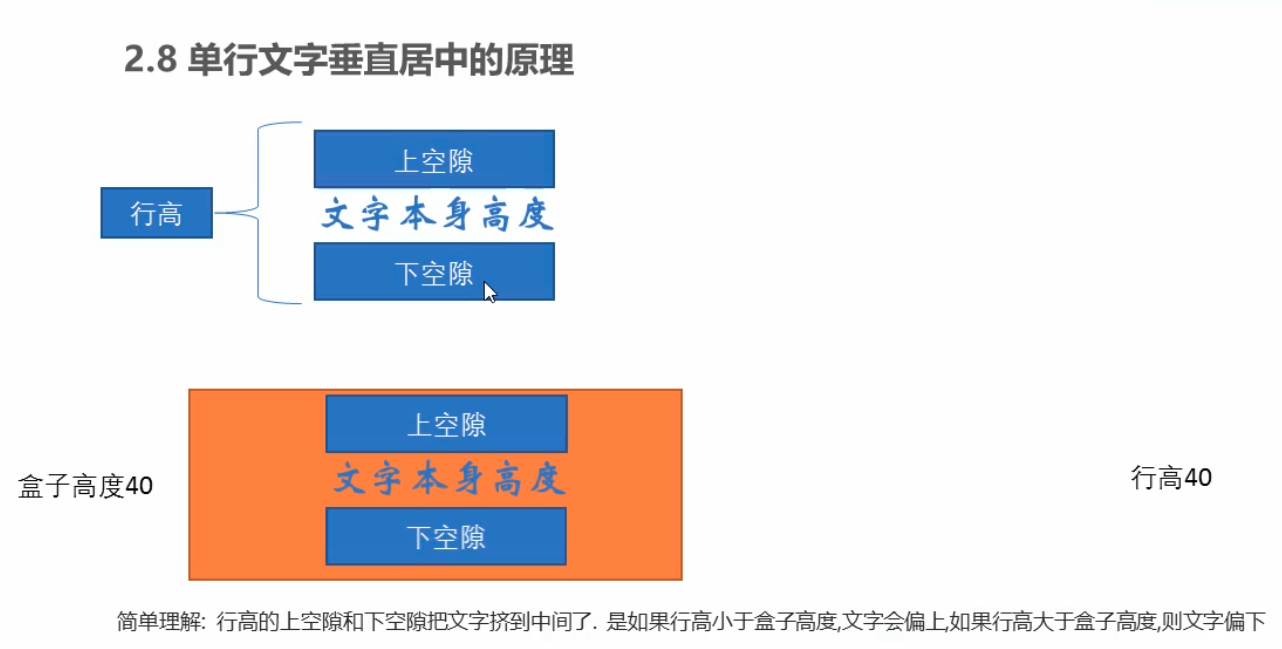 2.8 单行文字垂直居中的原理
上空隙
行高
文字本身高度
下空隙
上空隙
文字本身高度
盒子高度40
行高40
下空隙
简单理解: 行高的上空隙和下空隙把文字挤到中间了. 是如果行高小于盒子高度,文字会偏上,如果行高大于盒子高度,则文字偏下